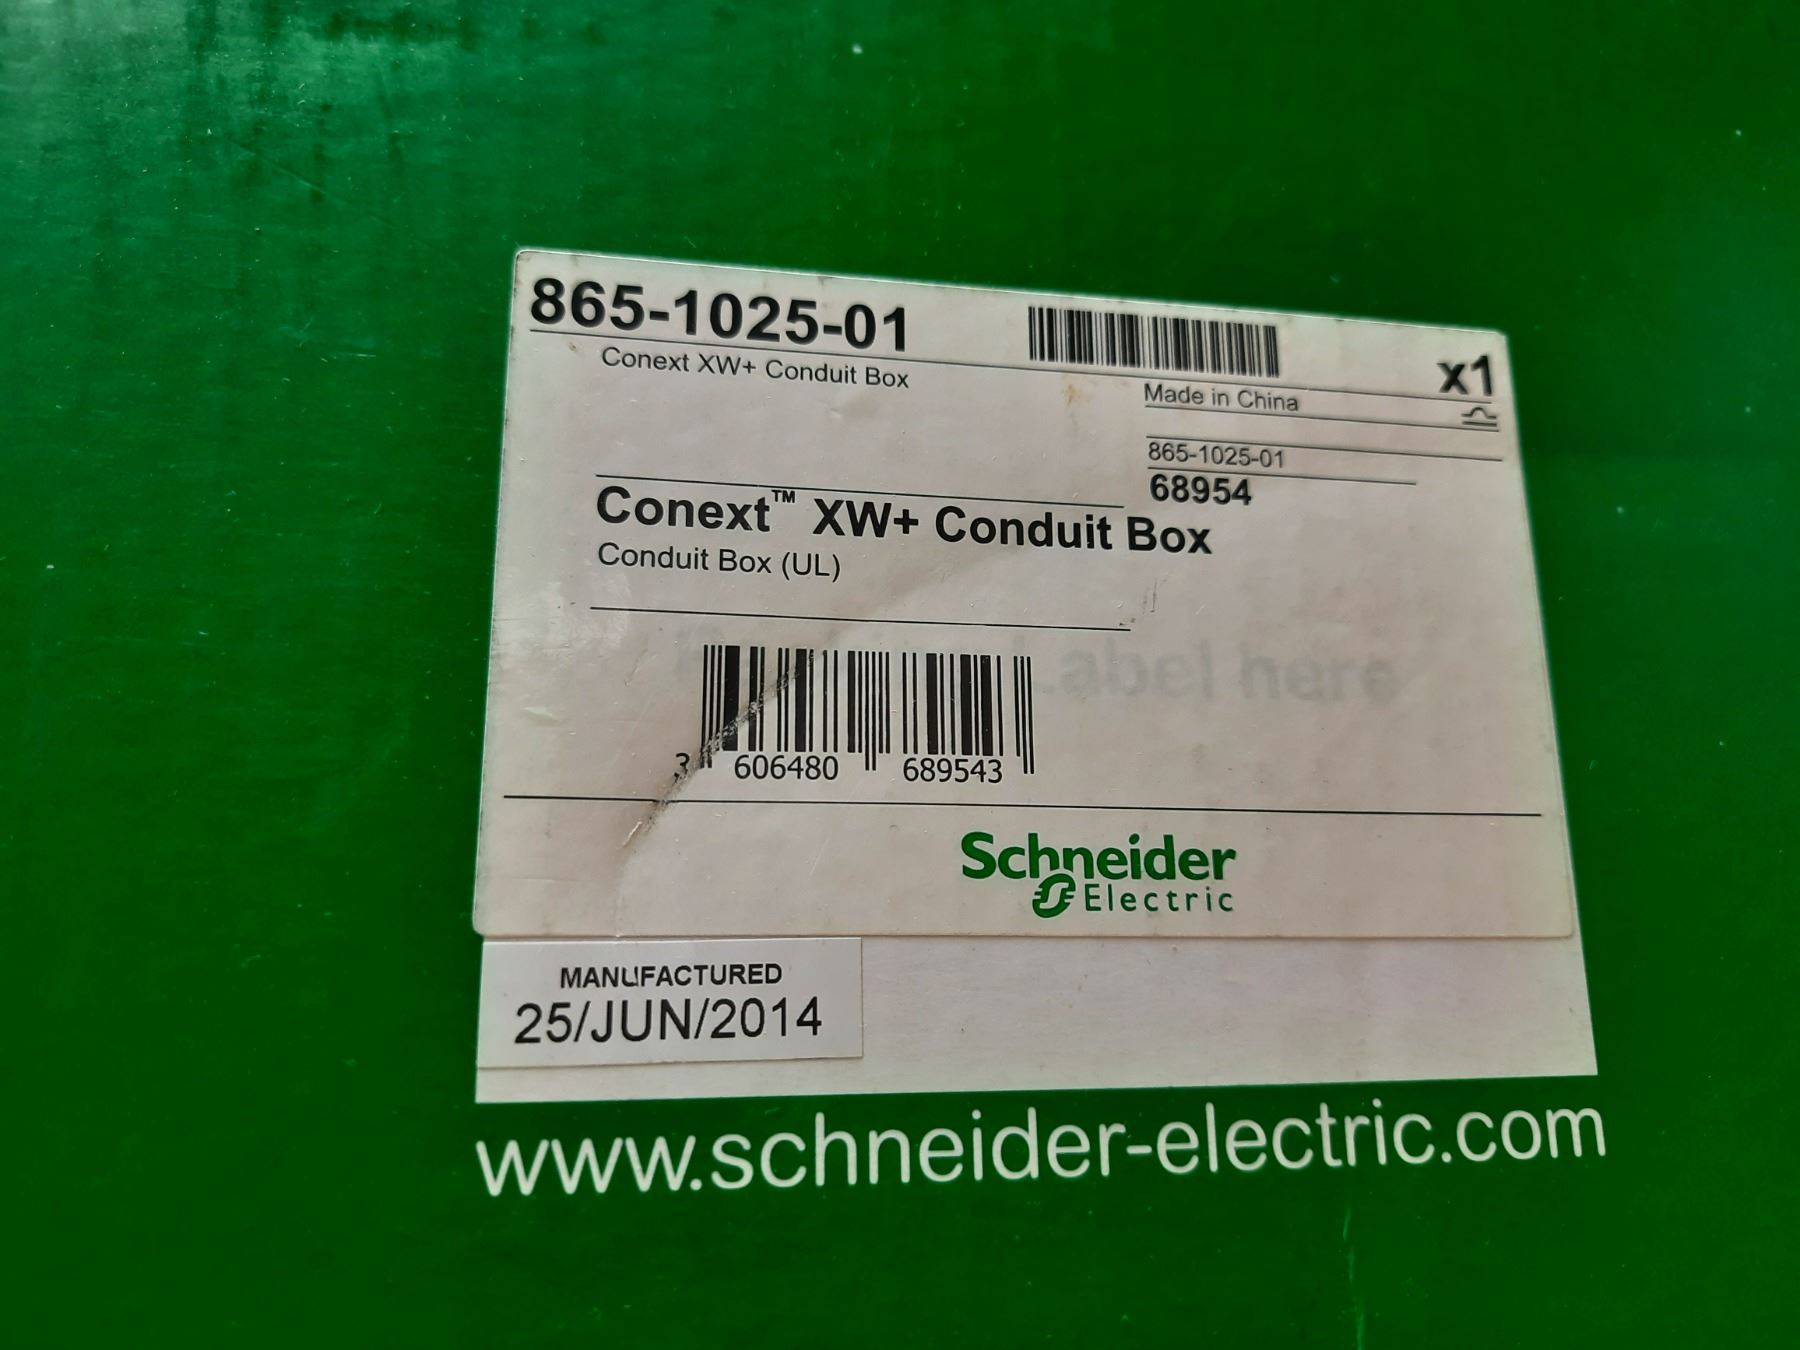 865-1025-01
Conext XW+ Conduit Box
x1
Made in China
865-1025-01
68954
Conext™ XW+ Conduit Box
Conduit Box (UL)
Label here
3 606480 689543
Schneider
Electric
MANUFACTURED
25/JUN/2014
www.schneider-electric.com